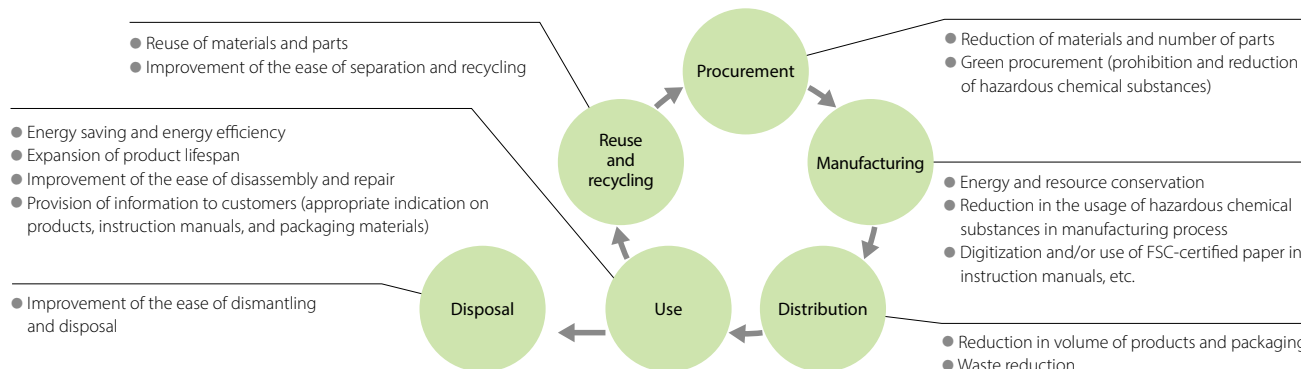 ● Reuse of materials and parts
● Improvement of the ease of separation and recycling
Procurement
● Reduction of materials and number of parts
● Green procurement (prohibition and reduction
of hazardous chemical substances)
● Energy saving and energy efficiency
● Expansion of product lifespan
● Improvement of the ease of disassembly and repair
● Provision of information to customers (appropriate indication on
products, instruction manuals, and packaging materials)
Reuse
and
recycling
Manufacturing
● Energy and resource conservation
● Reduction in the usage of hazardous chemical
substances in manufacturing process
● Digitization and/or use of FSC-certified paper in
instruction manuals, etc.
● Improvement of the ease of dismantling
and disposal
Disposal
Use
Distribution
● Reduction in volume of products and packaging
● Waste reduction